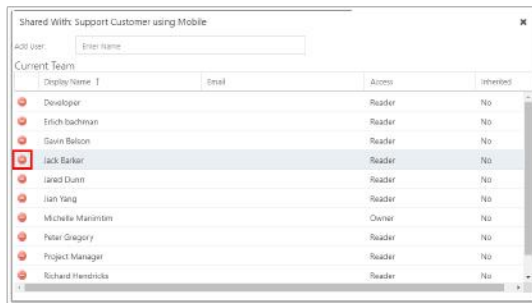 Shared With: Support Customer using Mobile
Add User: Enter Name
Current Team
Display Name Email Access Inherited
Developer Reader No
Erlich bachman Reader No
Gavin Belson Reader No
Jack Barker Reader No
Jared Dunn Reader No
Jian Yang Reader No
Michelle Manimtim Owner No
Peter Gregory Reader No
Project Manager Reader No
Richard Hendricks Reader No